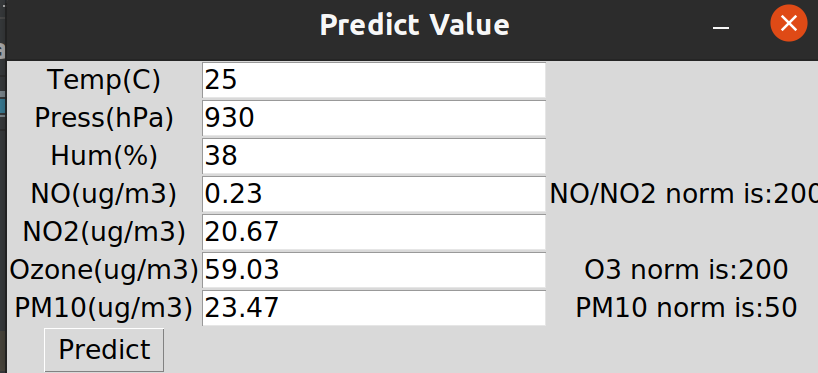 Predict Value
Temp(C) 25
Press(hPa) 930
Hum(%) 38
NO(ug/m3) 0.23 NO/NO2 norm is:200
NO2(ug/m3) 20.67
Ozone(ug/m3) 59.03 O3 norm is:200
PM10(ug/m3) 23.47 PM10 norm is:50
Predict